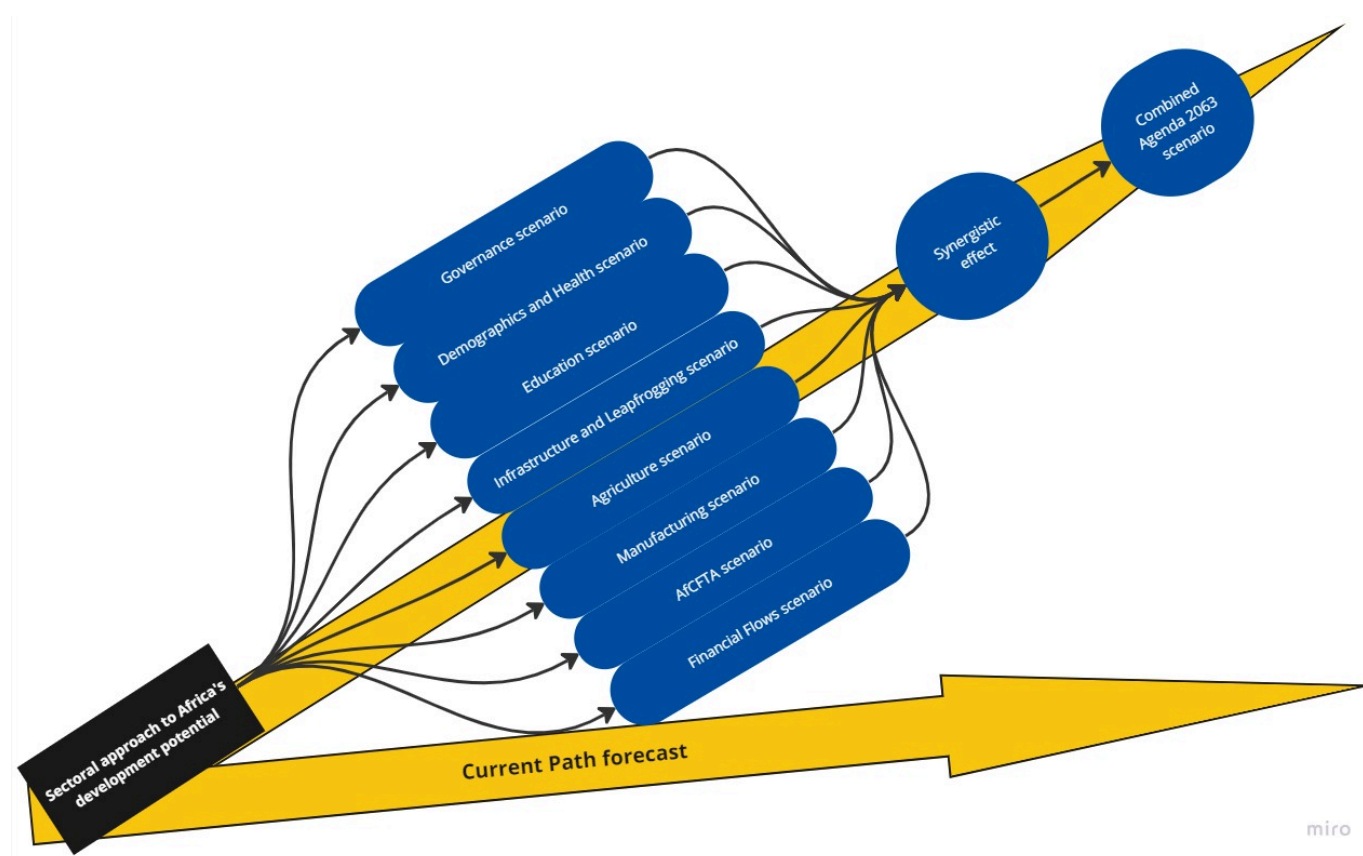 Combined
Agenda 2063
scenario
Synergistic
effect
Governance scenario
Demographics and Health scenario
Education scenario
Infrastructure and Leapfrogging scenario
Agriculture scenario
Manufacturing scenario
AfCFTA scenario
Financial Flows scenario
Sectoral approach to Africa's
development potential
Current Path forecast
miro